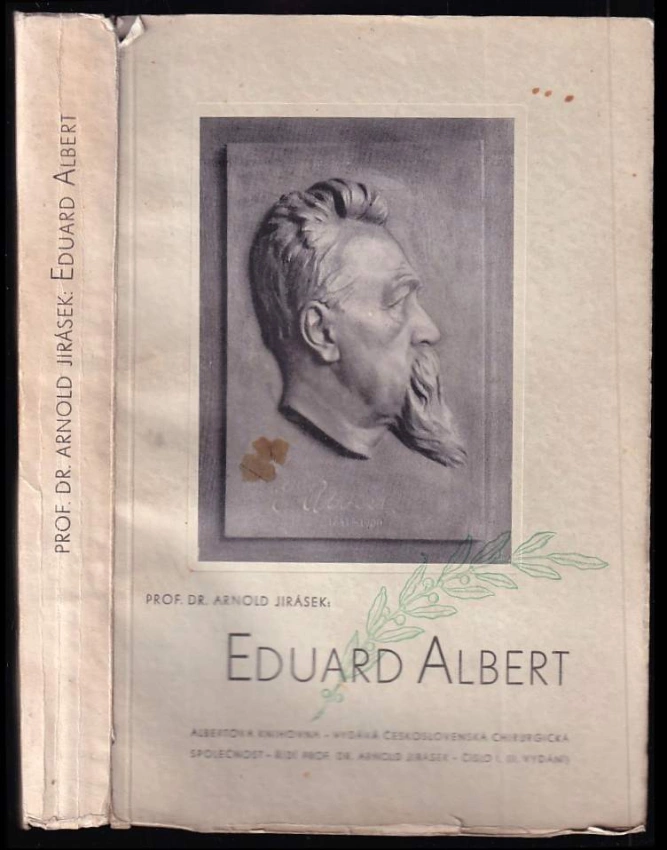 PROF. DR. ARNOLD JIRÁSEK: EDUARD ALBERT
PROF. DR. ARNOLD JIRÁSEK:
EDUARD ALBERT
ALBERTOVA KNIHOVNA - VYDÁVÁ ČESKOSLOVENSKÁ CHIRURGICKÁ
SPOLEČNOST - ŘÍDÍ PROF. DR. ARNOLD JIRÁSEK - ČÍSLO I. (II. VYDÁNÍ)